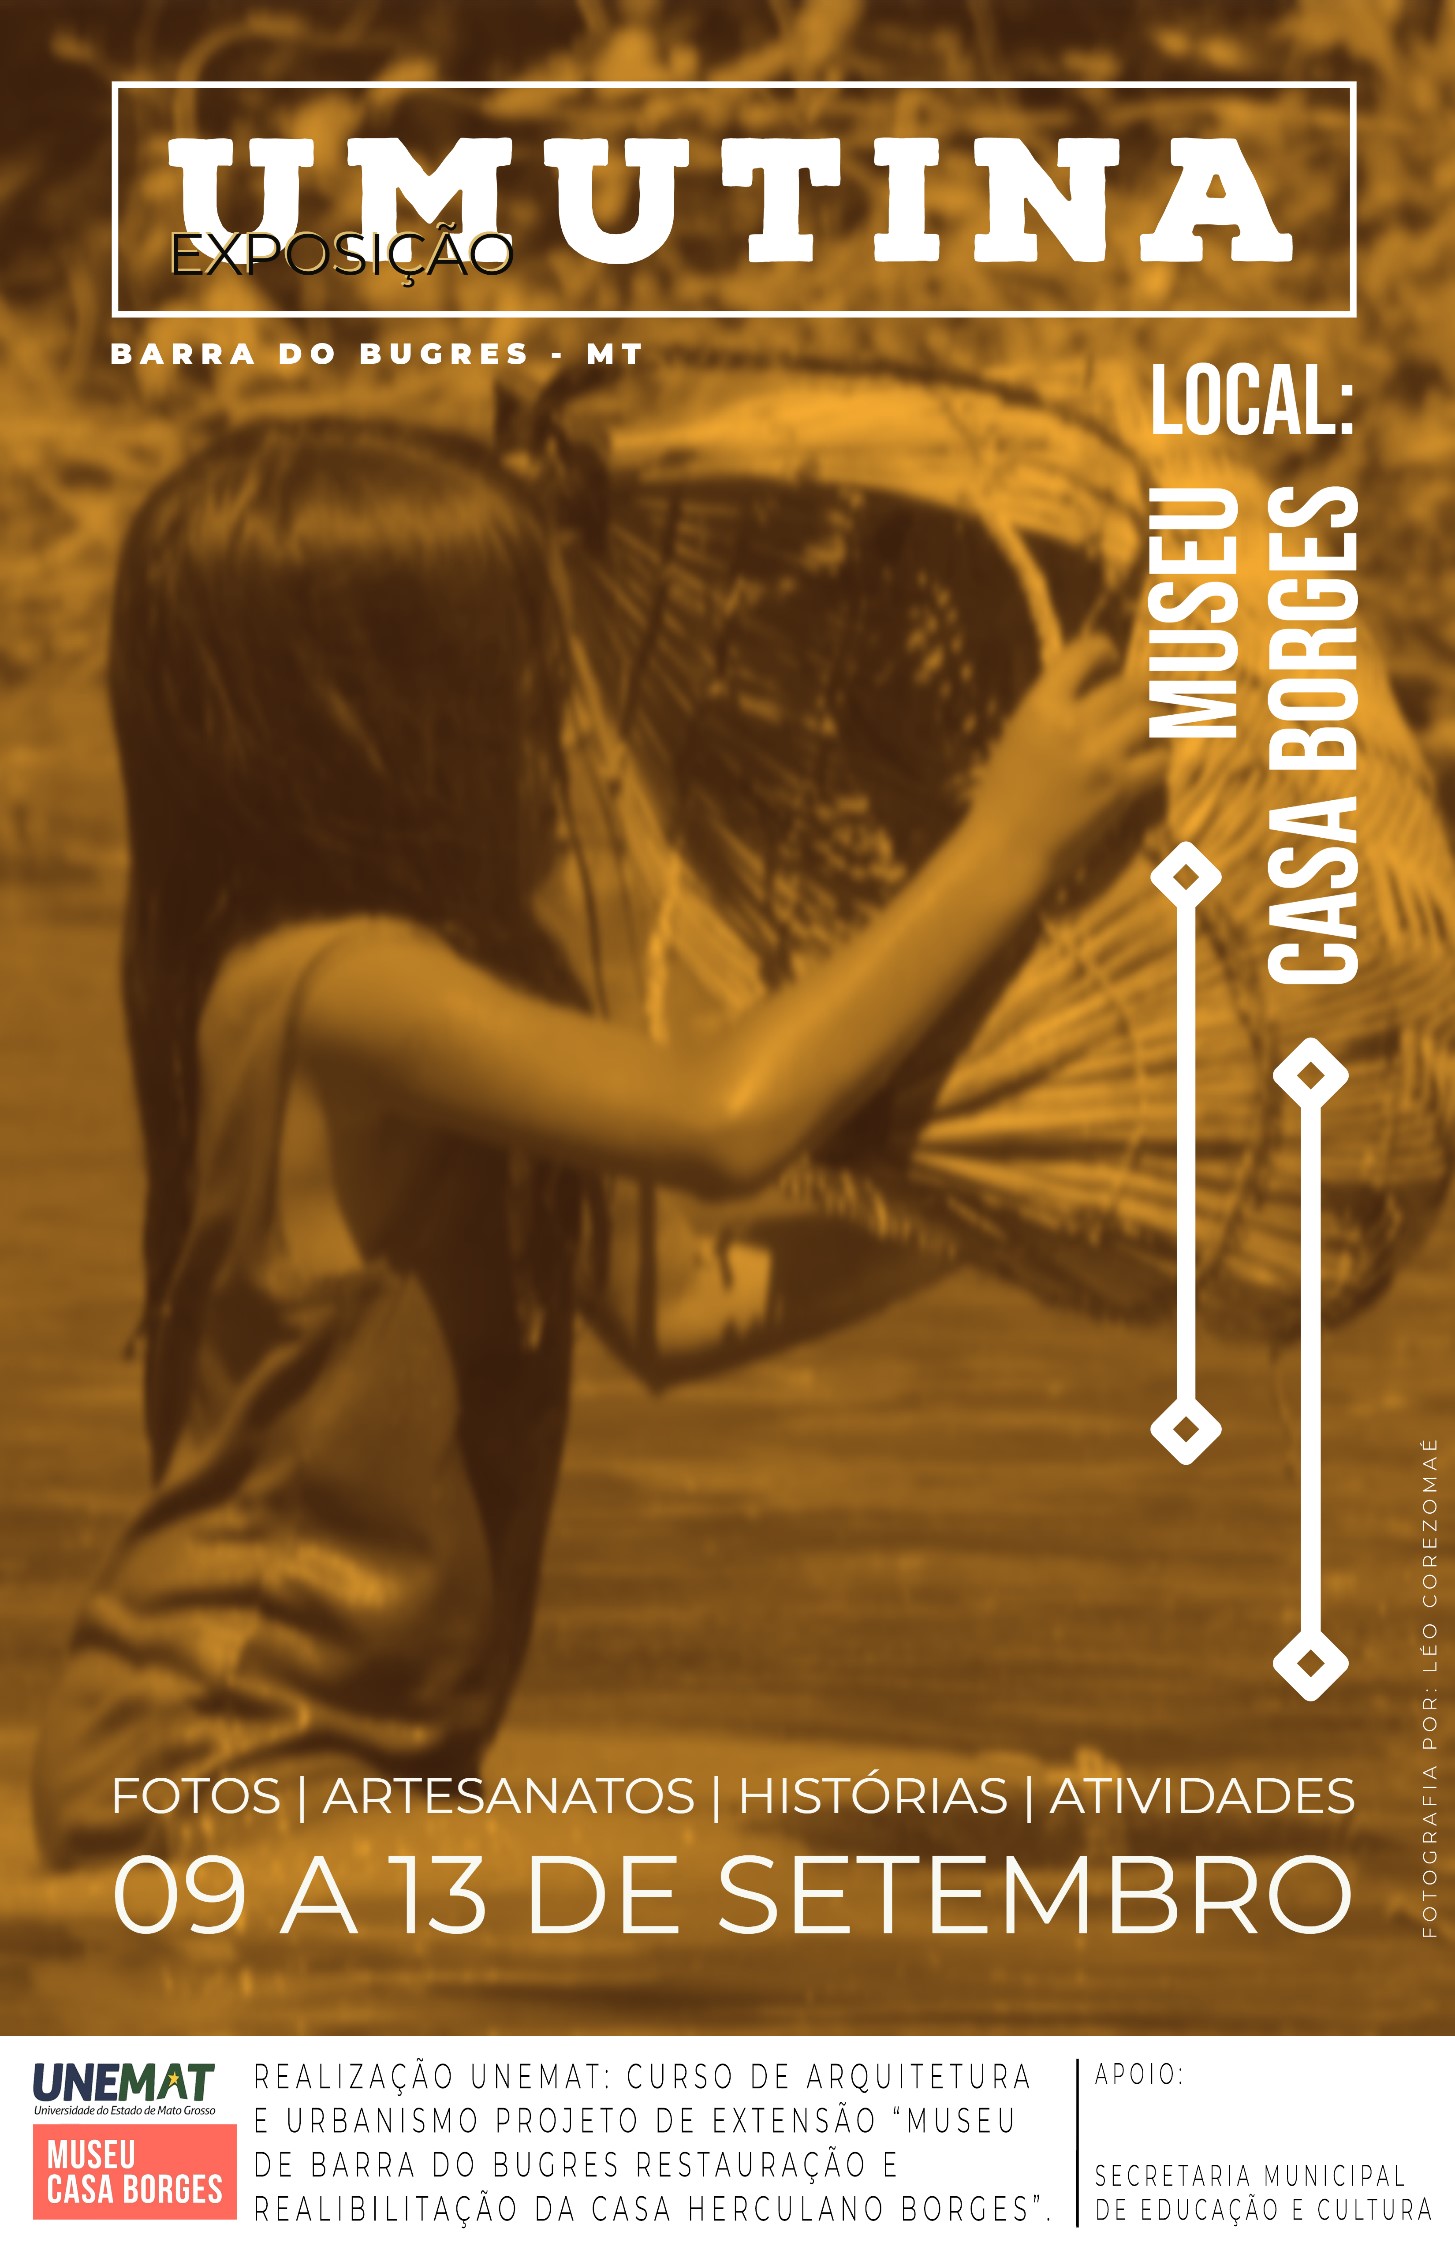 UMUTINA
EXPOSIÇÃO
BARRA DO BUGRES - MT
LOCAL:
MUSEU
CASA BORGES
FOTOGRAFIA POR: LÉO COREZOMAÉ
FOTOS | ARTESANATOS | HISTÓRIAS | ATIVIDADES
09 A 13 DE SETEMBRO
UNEMAT
Universidade do Estado de Mato Grosso
MUSEU
CASA BORGES
REALIZAÇÃO UNEMAT: CURSO DE ARQUITETURA
E URBANISMO PROJETO DE EXTENSÃO “MUSEU
DE BARRA DO BUGRES RESTAURAÇÃO E
REALIBILITAÇÃO DA CASA HERCULANO BORGES”.
APOIO:
SECRETARIA MUNICIPAL
DE EDUCAÇÃO E CULTURA